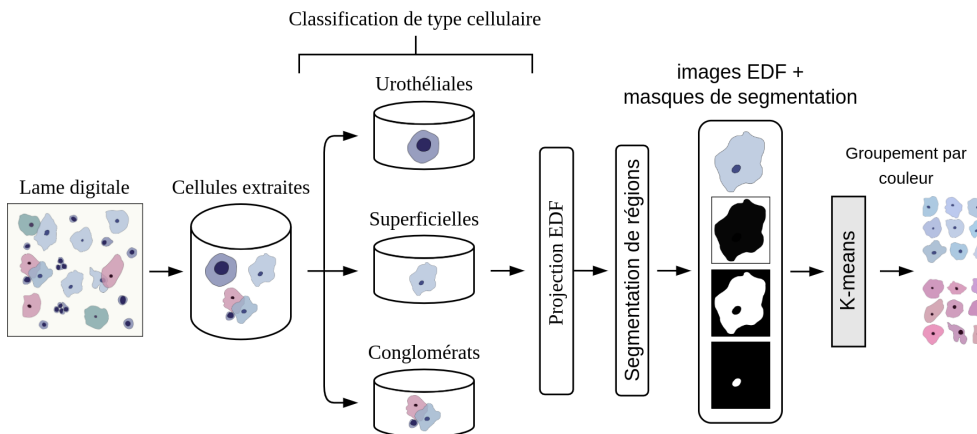 Classification de type cellulaire
Urothéliales
images EDF +
masques de segmentation
Lame digitale
Cellules extraites
Superficielles
Conglomérats
Projection EDF
Segmentation de régions
Groupement par
couleur
K-means